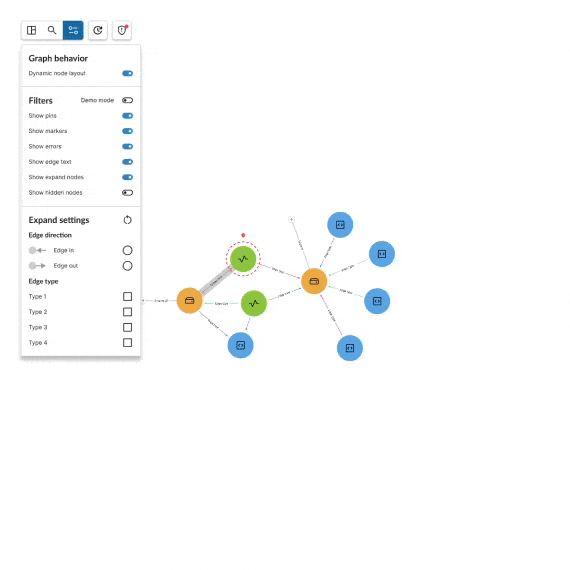 Graph behavior
Dynamic node layout
Filters
Demo mode
Show pins
Show markers
Show errors
Show edge text
Show expand nodes
Show hidden nodes
Expand settings
Edge direction
Edge in
Edge out
Edge type
Type 1
Type 2
Type 3
Type 4